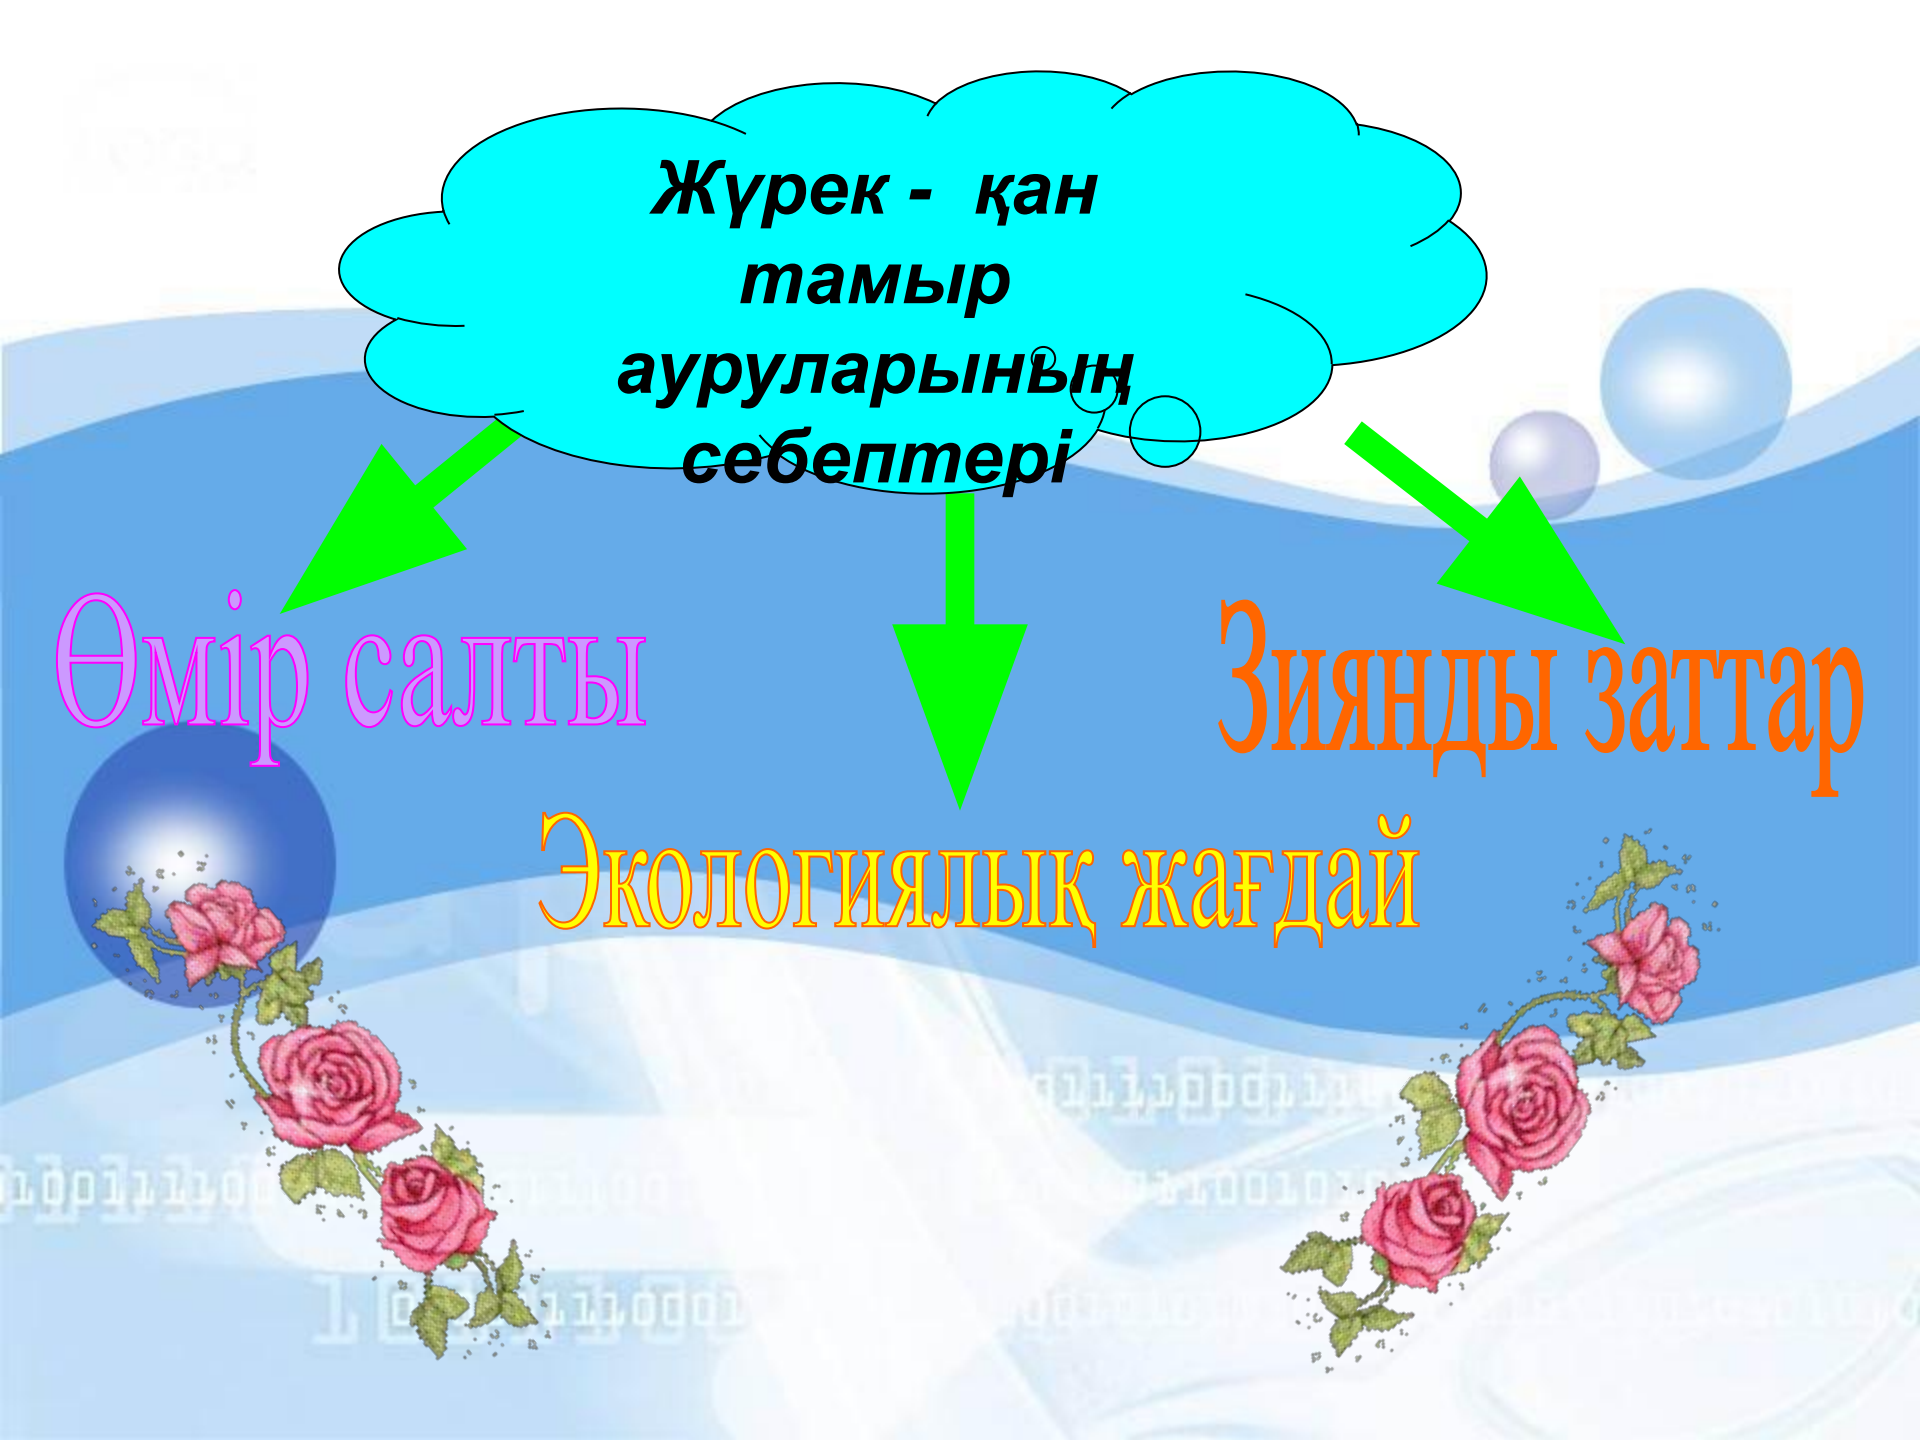 Жүрек -  қан
тамыр
ауруларының
себептері
Өмір салты
Зиянды заттар
Экологиялық жағдай